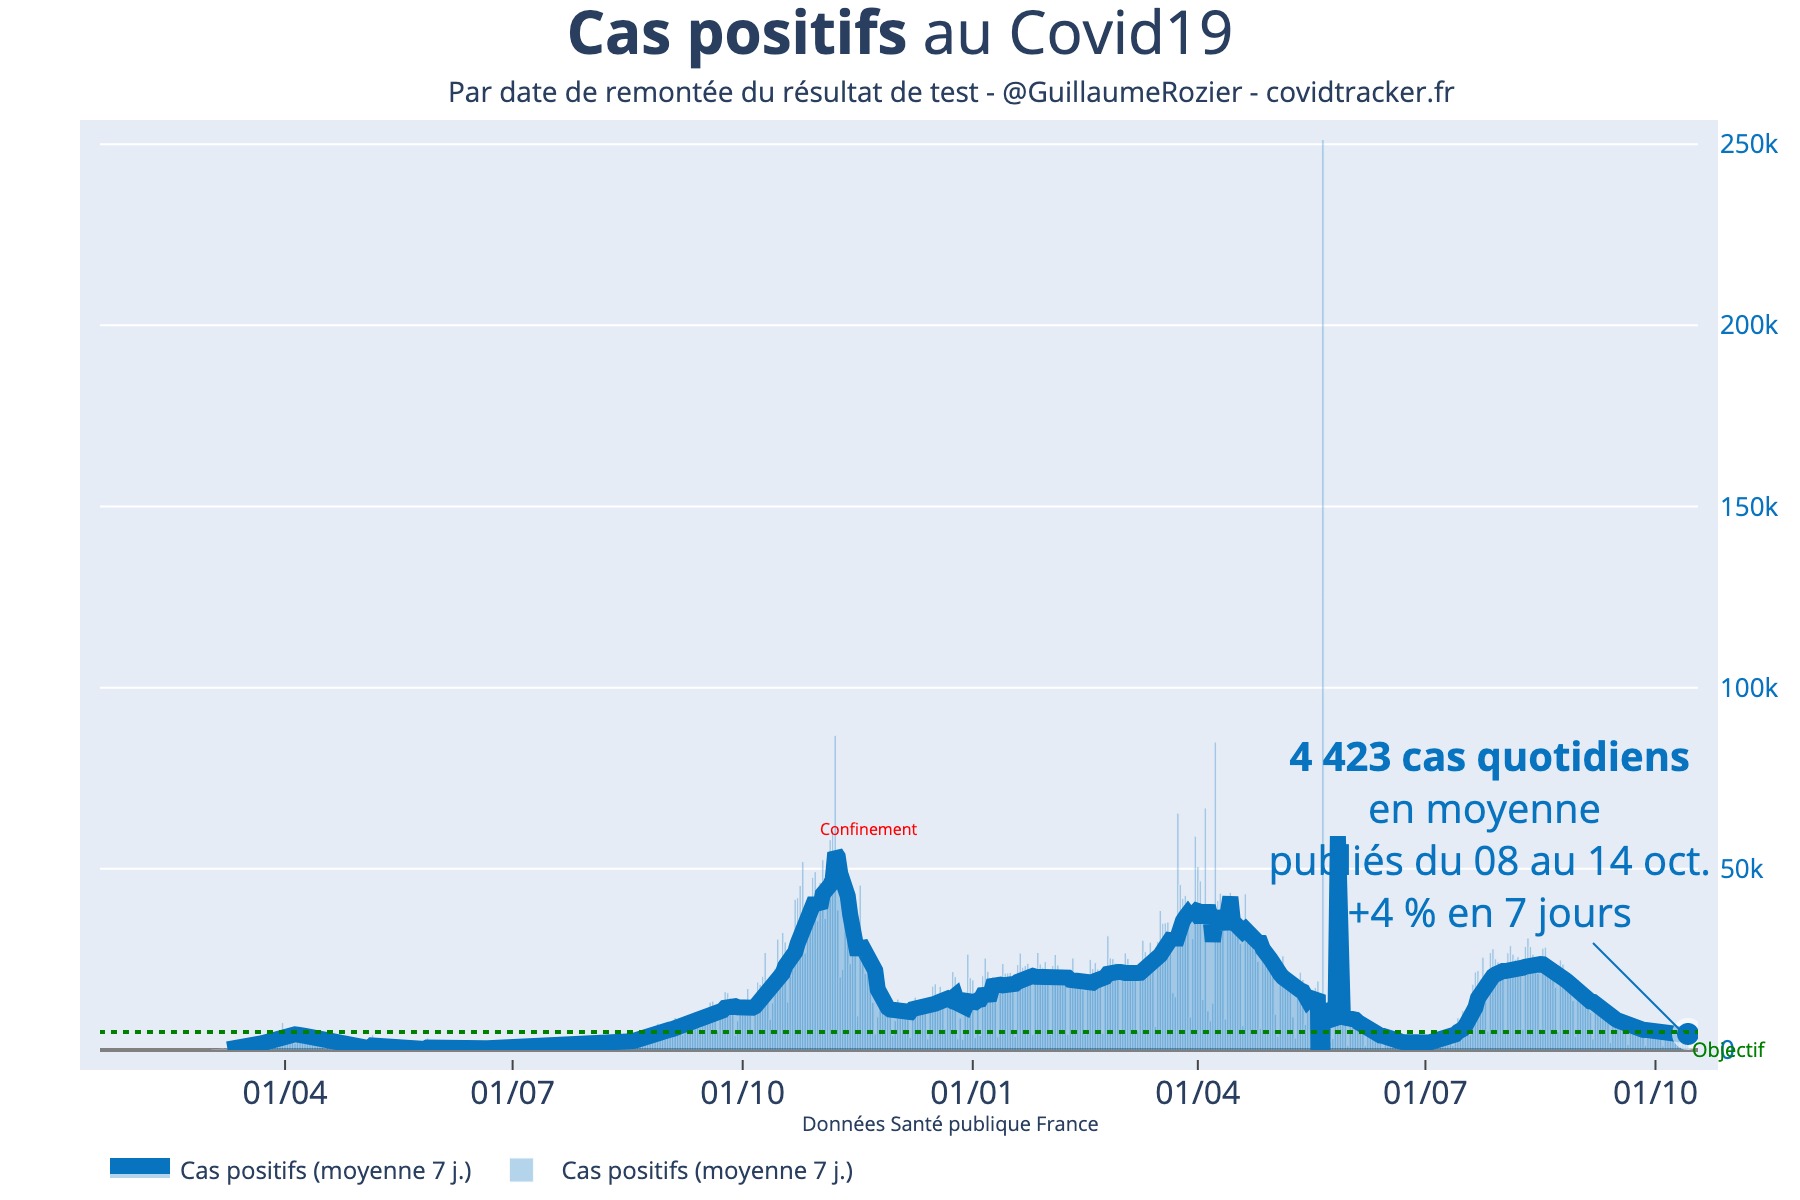 Cas positifs au Covid19
Par date de remontée du résultat de test - @GuillaumeRozier - covidtracker.fr
250k
200k
150k
100k
50k
0
4 423 cas quotidiens
en moyenne
publiés du 08 au 14 oct.
+4 % en 7 jours
Confinement
Objectif
01/04
01/07
01/10
01/01
01/04
01/07
01/10
Données Santé publique France
Cas positifs (moyenne 7 j.)
Cas positifs (moyenne 7 j.)